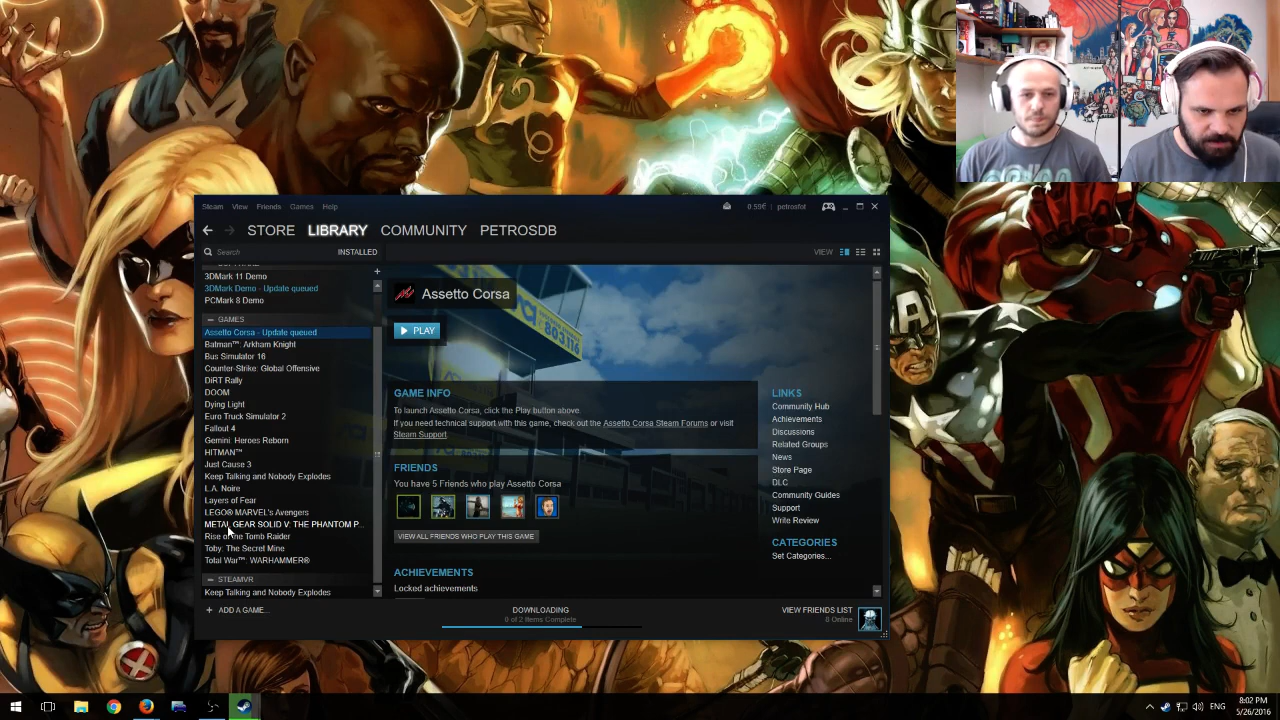 Steam View Friends Games Help
0.59€ | petrosfot
STORE LIBRARY COMMUNITY PETROSDB
Search INSTALLED
VIEW
3DMark 11 Demo
3DMark Demo - Update queued
PCMark 8 Demo
GAMES
Assetto Corsa - Update queued
Batman™: Arkham Knight
Bus Simulator 16
Counter-Strike: Global Offensive
DiRT Rally
DOOM
Dying Light
Euro Truck Simulator 2
Fallout 4
Gemini: Heroes Reborn
HITMAN™
Just Cause 3
Keep Talking and Nobody Explodes
L.A. Noire
Layers of Fear
LEGO® MARVEL's Avengers
METAL GEAR SOLID V: THE PHANTOM P...
Rise of the Tomb Raider
Toby: The Secret Mine
Total War™: WARHAMMER®
STEAMVR
Keep Talking and Nobody Explodes
Assetto Corsa
PLAY
GAME INFO
To launch Assetto Corsa, click the Play button above.
If you need technical support with this game, check out the Assetto Corsa Steam Forums or visit
Steam Support.
FRIENDS
You have 5 Friends who play Assetto Corsa
VIEW ALL FRIENDS WHO PLAY THIS GAME
ACHIEVEMENTS
Locked achievements
LINKS
Community Hub
Achievements
Discussions
Related Groups
News
Store Page
DLC
Community Guides
Support
Write Review
CATEGORIES
Set Categories...
+ ADD A GAME...
DOWNLOADING
0 of 2 Items Complete
VIEW FRIENDS LIST
8 Online
ENG
8:02 PM
5/26/2016